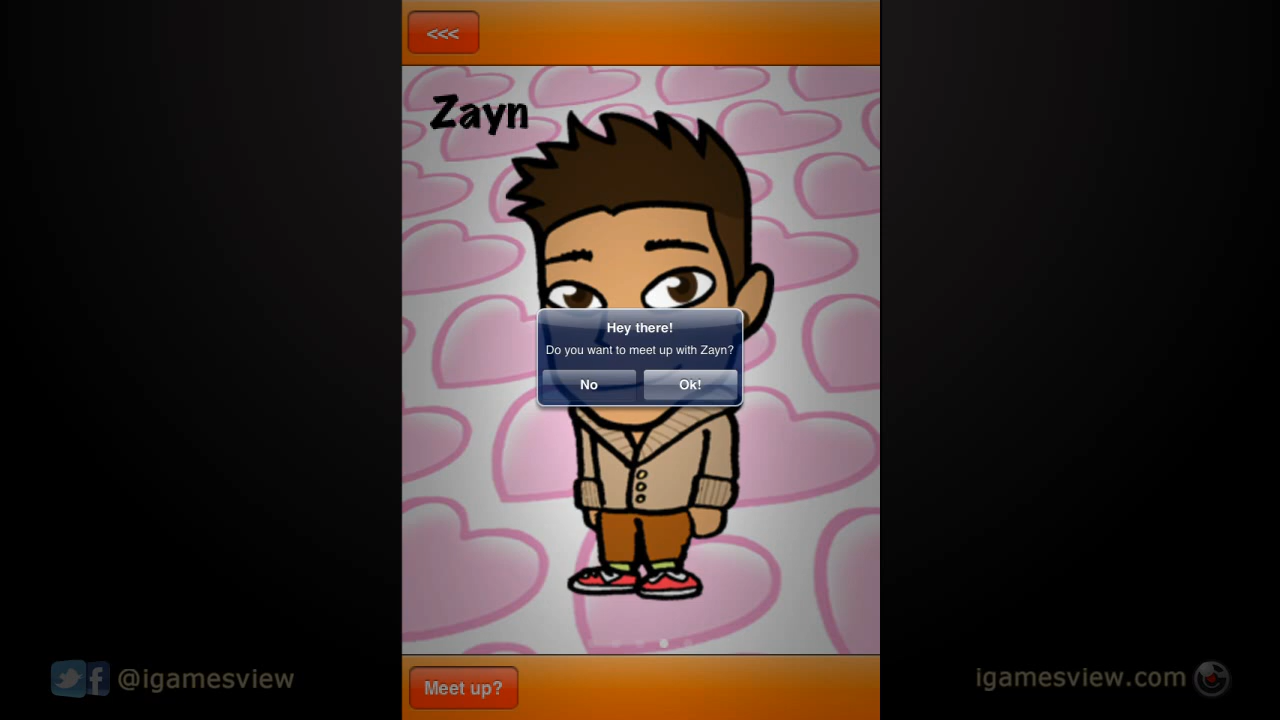 <<<
Zayn
Hey there!
Do you want to meet up with Zayn?
No
Ok!
Meet up?
@igamesview
igamesview.com